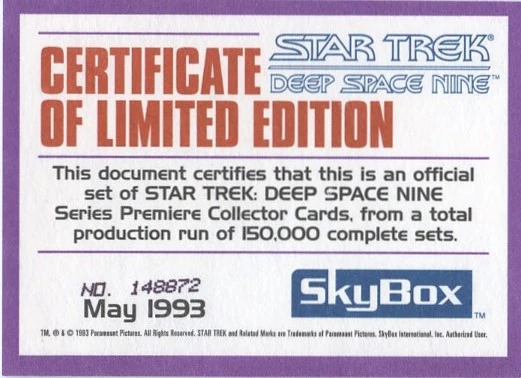 STAR TREK®
DEEP SPACE NINE™
CERTIFICATE
OF LIMITED EDITION
This document certifies that this is an official
set of STAR TREK: DEEP SPACE NINE
Series Premiere Collector Cards, from a total
production run of 150,000 complete sets.
NO. 148872
May 1993
SkyBox™
TM, ® & © 1993 Paramount Pictures. All Rights Reserved. STAR TREK and Related Marks are Trademarks of Paramount Pictures. SkyBox International, Inc. Authorized User.